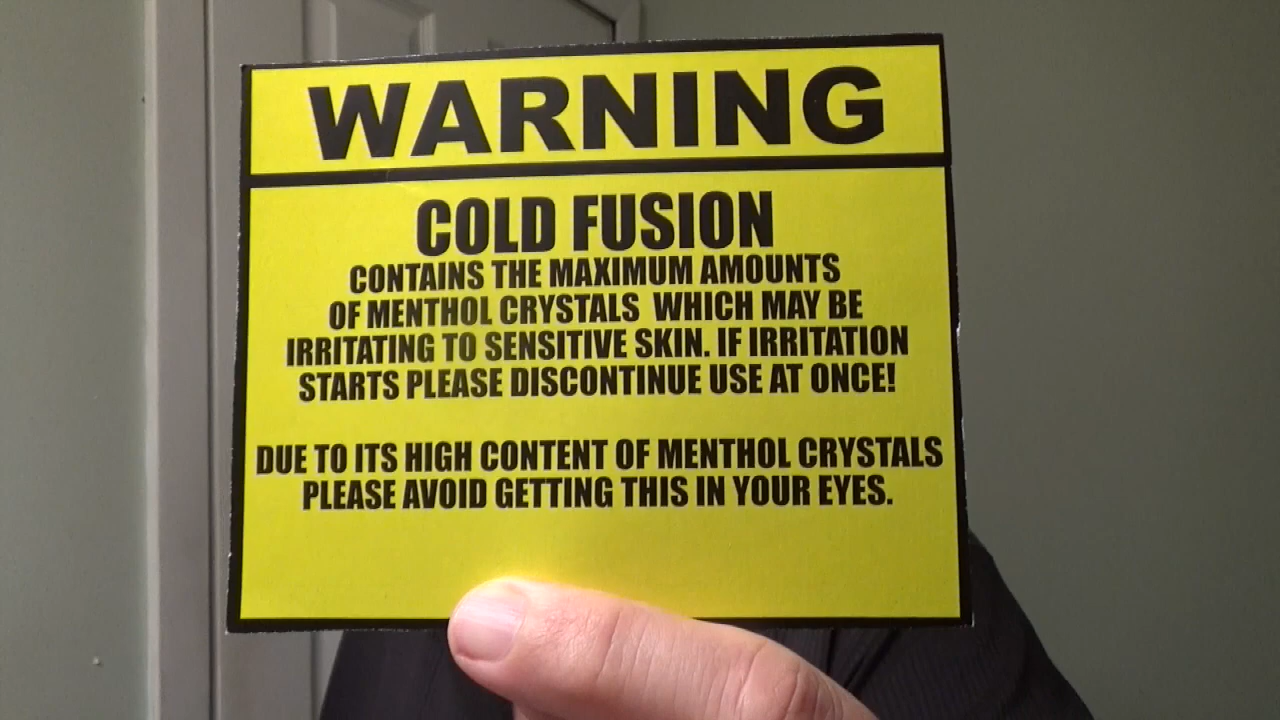 WARNING
COLD FUSION
CONTAINS THE MAXIMUM AMOUNTS
OF MENTHOL CRYSTALS WHICH MAY BE
IRRITATING TO SENSITIVE SKIN. IF IRRITATION
STARTS PLEASE DISCONTINUE USE AT ONCE!
DUE TO ITS HIGH CONTENT OF MENTHOL CRYSTALS
PLEASE AVOID GETTING THIS IN YOUR EYES.